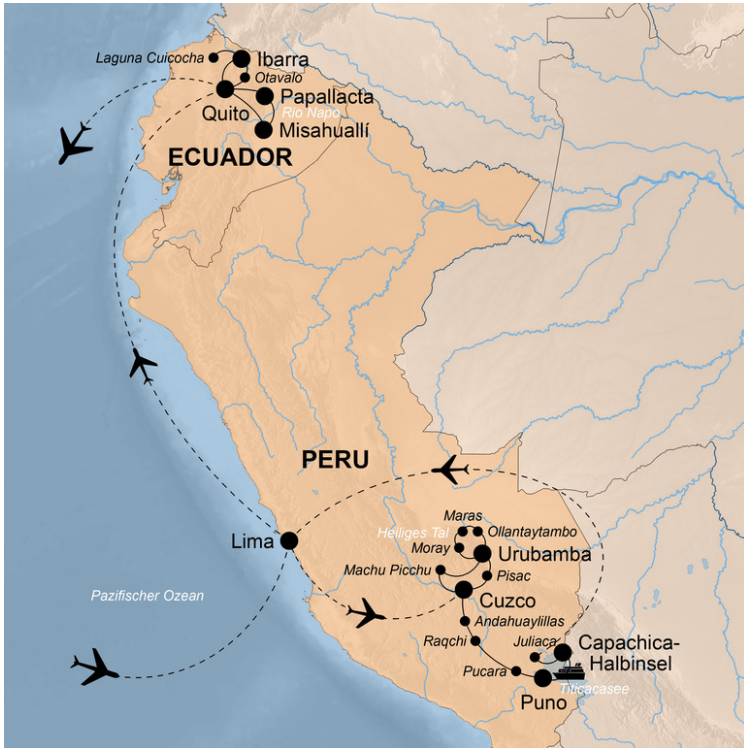 Laguna Cuicocha
Ibarra
Otavalo
Quito
Papallacta
Rio Napo
Misahuallí
ECUADOR
PERU
Lima
Maras
Heiliges Tal
Ollantaytambo
Moray
Urubamba
Machu Picchu
Pisac
Cuzco
Pazifischer Ozean
Andahuaylillas
Raqchi
Juliaca
Capachica-
Halbinsel
Pucara
Titicacasee
Puno